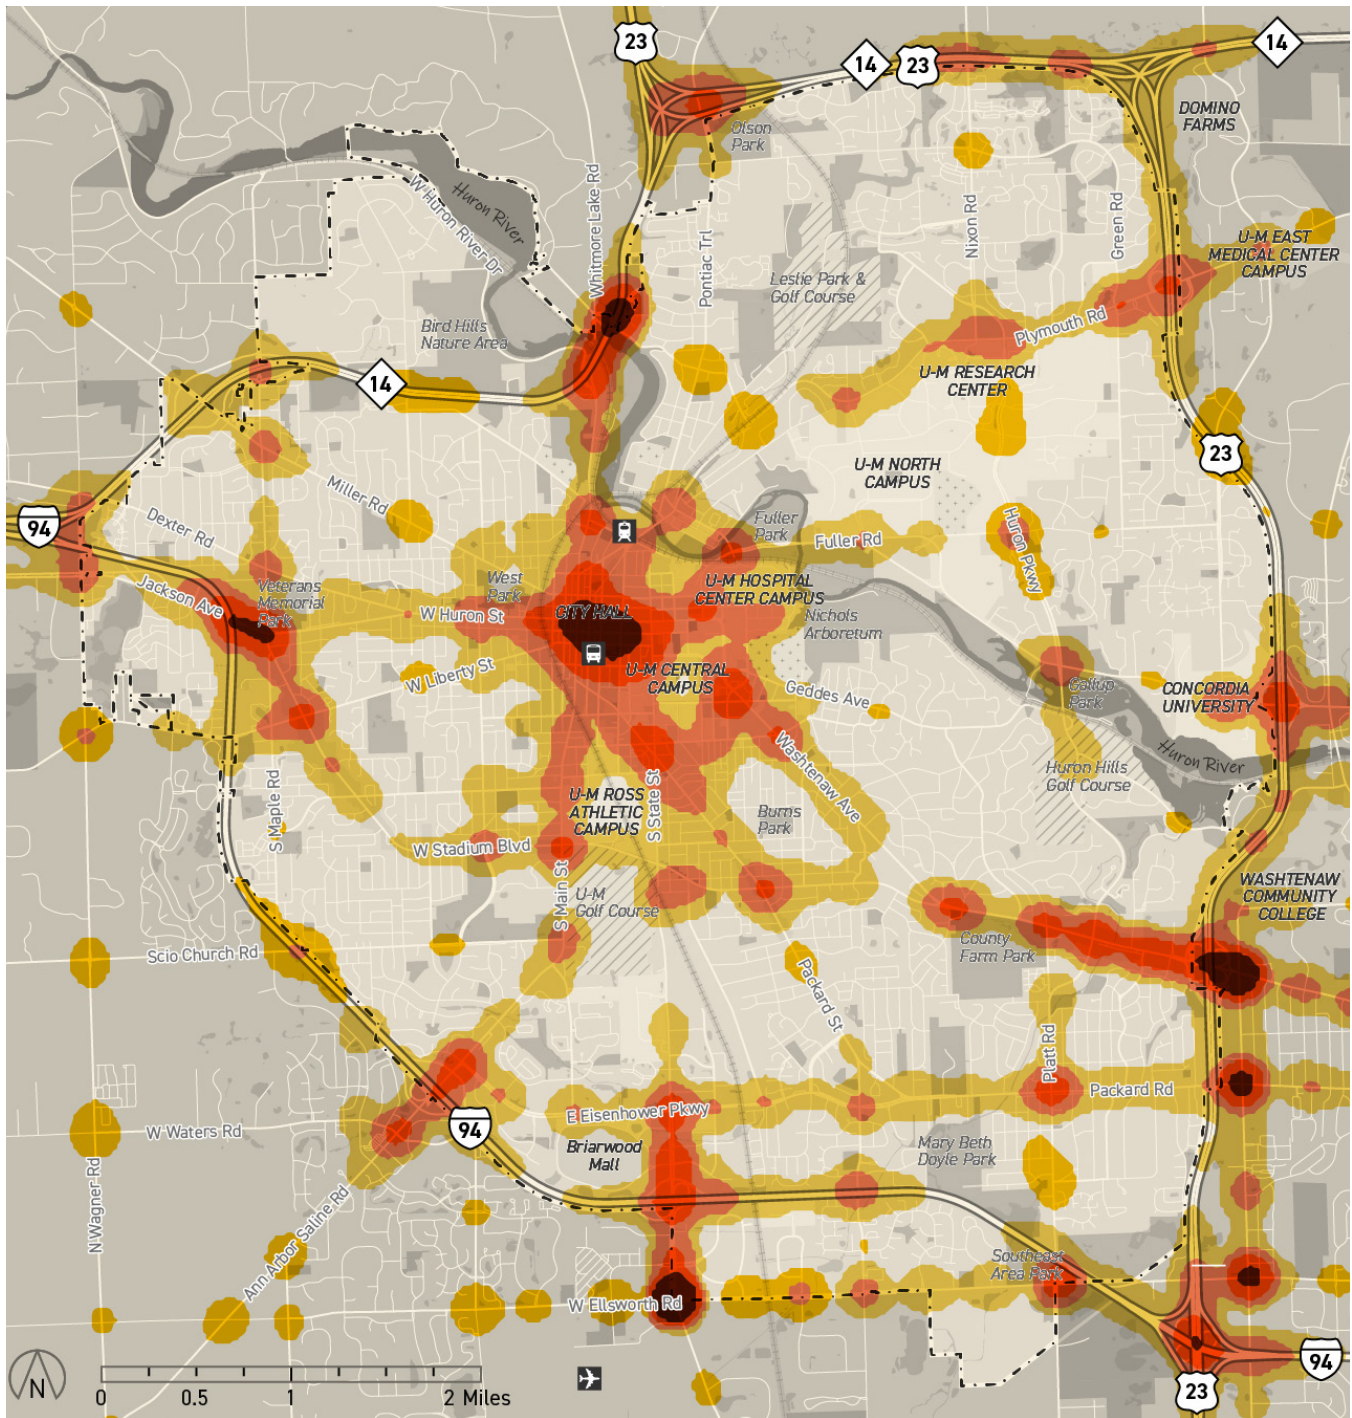 23
14
23
14
DOMINO
FARMS
Olson
Park
Huron River
W Huron River Dr
Whitmore Lake Rd
Pontiac Trl
Nixon Rd
Green Rd
U-M EAST
MEDICAL CENTER
CAMPUS
Leslie Park &
Golf Course
Bird Hills
Nature Area
Plymouth Rd
14
U-M RESEARCH
CENTER
23
U-M NORTH
CAMPUS
Miller Rd
94
Dexter Rd
Fuller
Park
Fuller Rd
Huron Pkwy
Jackson Ave
Veterans
Memorial
Park
West
Park
W Huron St
CITY HALL
U-M HOSPITAL
CENTER CAMPUS
Nichols
Arboretum
W Liberty St
U-M CENTRAL
CAMPUS
Geddes Ave
Gallup
Park
CONCORDIA
UNIVERSITY
Washtenaw Ave
Huron River
Huron Hills
Golf Course
S Maple Rd
U-M ROSS
ATHLETIC
CAMPUS
S State St
Burns
Park
W Stadium Blvd
S Main St
U-M
Golf Course
WASHTENAW
COMMUNITY
COLLEGE
Scio Church Rd
County
Farm Park
Packard St
Platt Rd
Packard Rd
E Eisenhower Pkwy
W Waters Rd
94
Briarwood
Mall
Mary Beth
Doyle Park
N Wagner Rd
Ann Arbor Saline Rd
Southeast
Area Park
W Ellsworth Rd
94
N
0 0.5 1 2 Miles
23